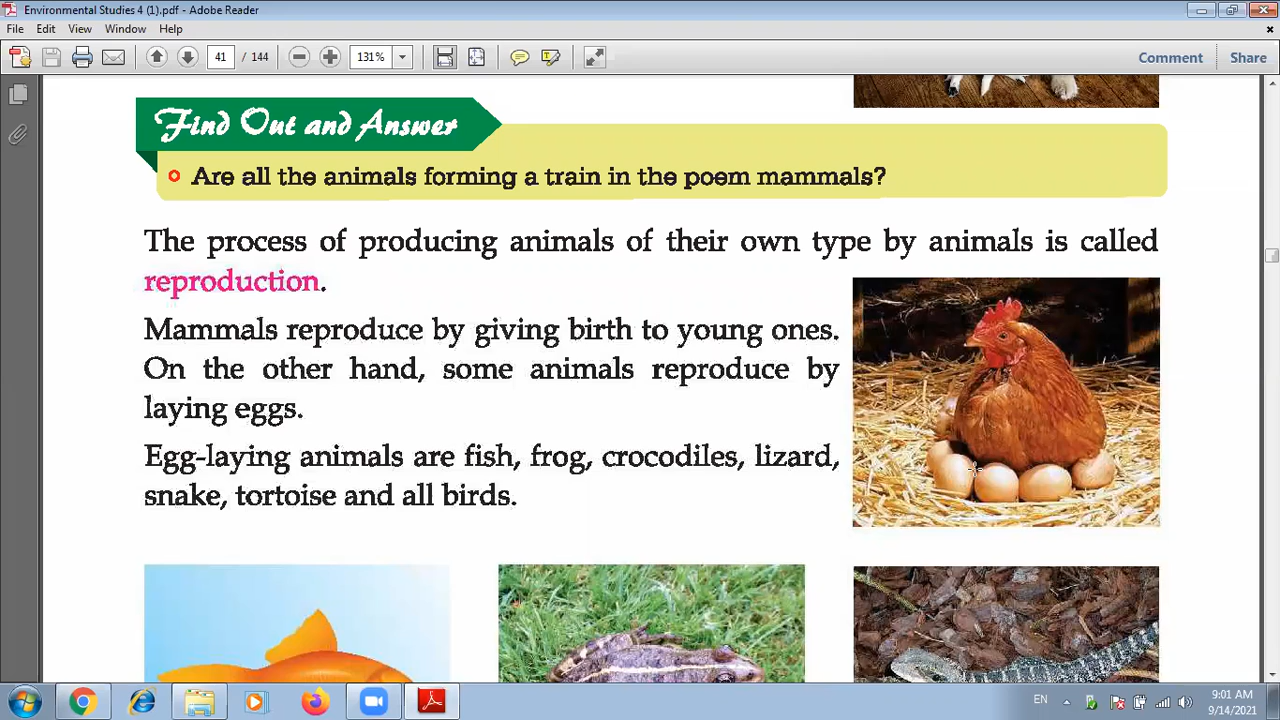 Environmental Studies 4 (1).pdf - Adobe Reader
File Edit View Window Help
41 / 144 131% Comment Share
Find Out and Answer
Are all the animals forming a train in the poem mammals?
The process of producing animals of their own type by animals is called
reproduction.
Mammals reproduce by giving birth to young ones.
On the other hand, some animals reproduce by
laying eggs.
Egg-laying animals are fish, frog, crocodiles, lizard,
snake, tortoise and all birds.
EN
9:01 AM
9/14/2021